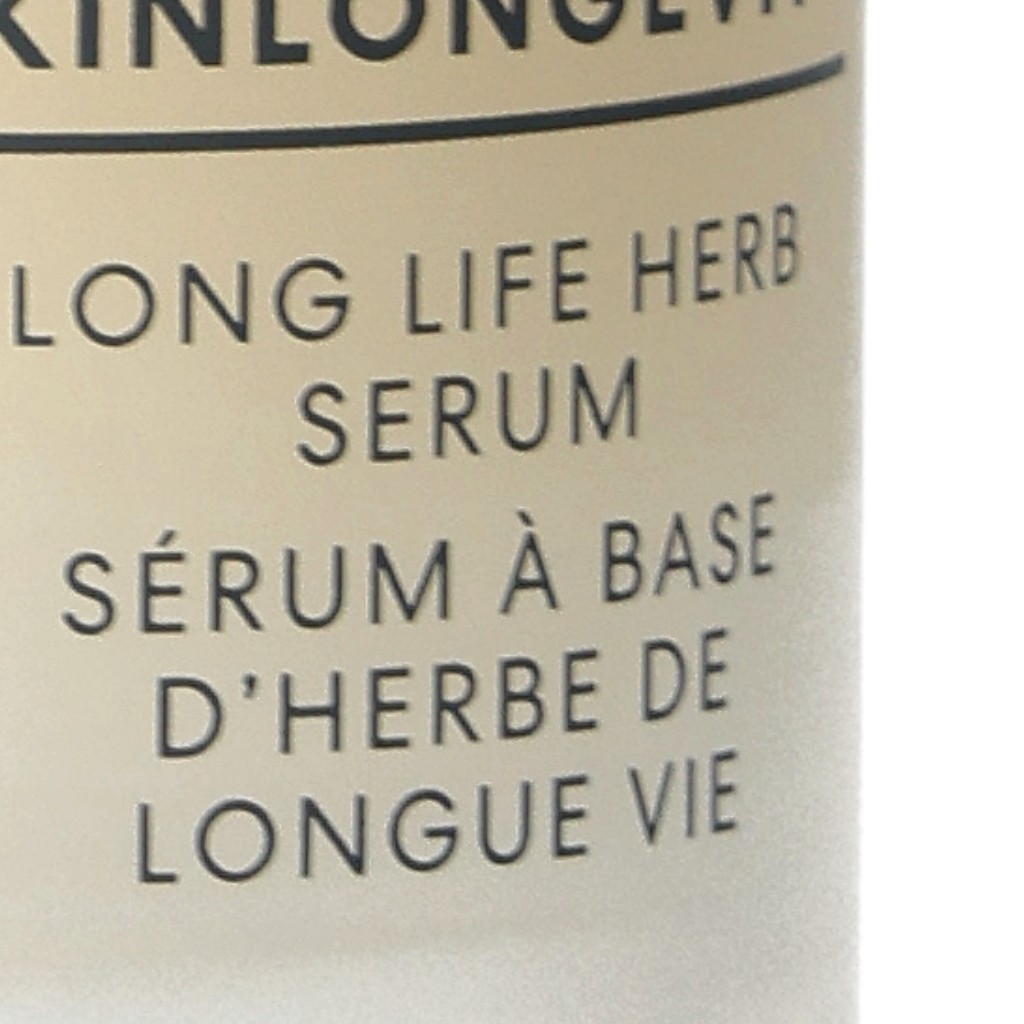 LONG LIFE HERB
SERUM
SÉRUM À BASE
D'HERBE DE
LONGUE VIE